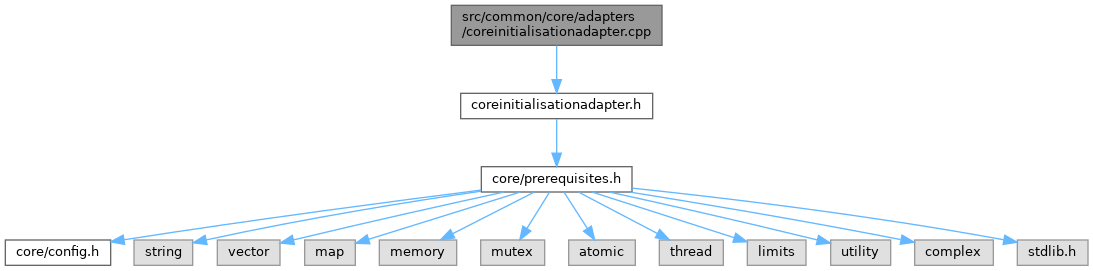 src/common/core/adapters
/coreinitialisationadapter.cpp
coreinitialisationadapter.h
core/prerequisites.h
core/config.h
string
vector
map
memory
mutex
atomic
thread
limits
utility
complex
stdlib.h